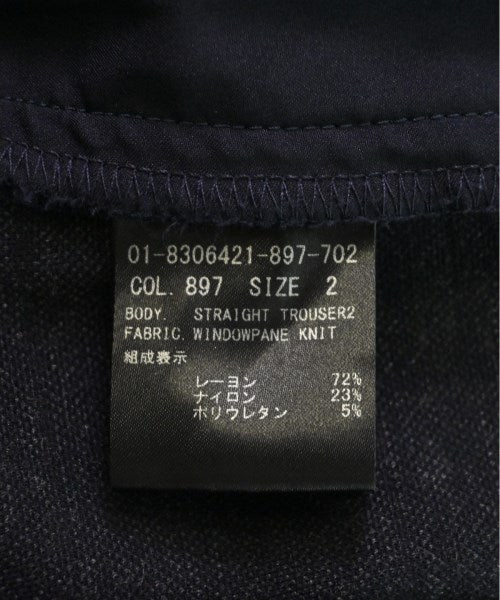 01-8306421-897-702
COL. 897 SIZE 2
BODY. STRAIGHT TROUSER2
FABRIC. WINDOWPANE KNIT
組成表示
レーヨン 72%
ナイロン 23%
ポリウレタン 5%